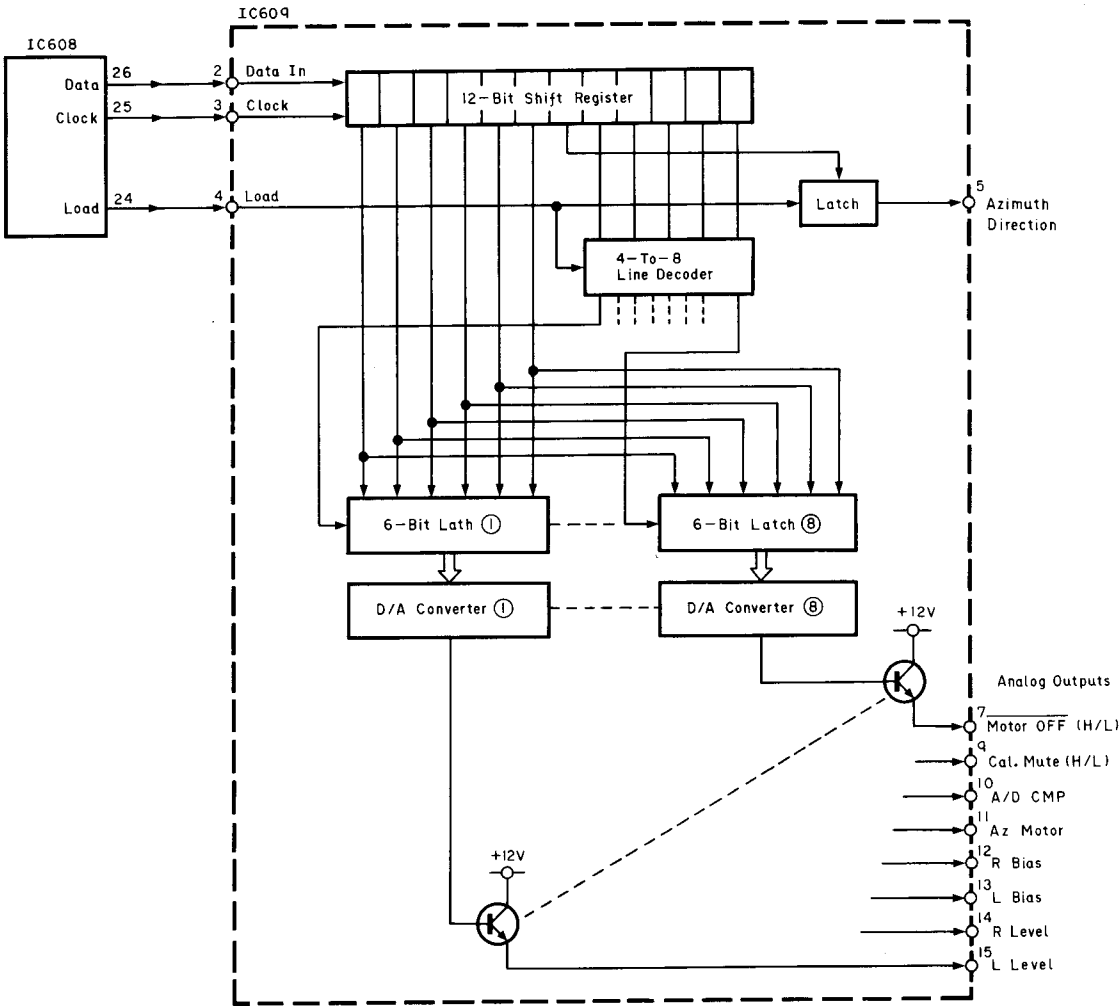 IC609
IC608
Data 26 2 Data In
Clock 25 3 Clock
12-Bit Shift Register
Load 24 4 Load
Latch
5 Azimuth
Direction
4-To-8
Line Decoder
6-Bit Lath ①
6-Bit Latch ⑧
D/A Converter ①
D/A Converter ⑧
+12V
Analog Outputs
7 Motor OFF (H/L)
9 Cal. Mute (H/L)
10 A/D CMP
11 Az Motor
+12V
12 R Bias
13 L Bias
14 R Level
15 L Level